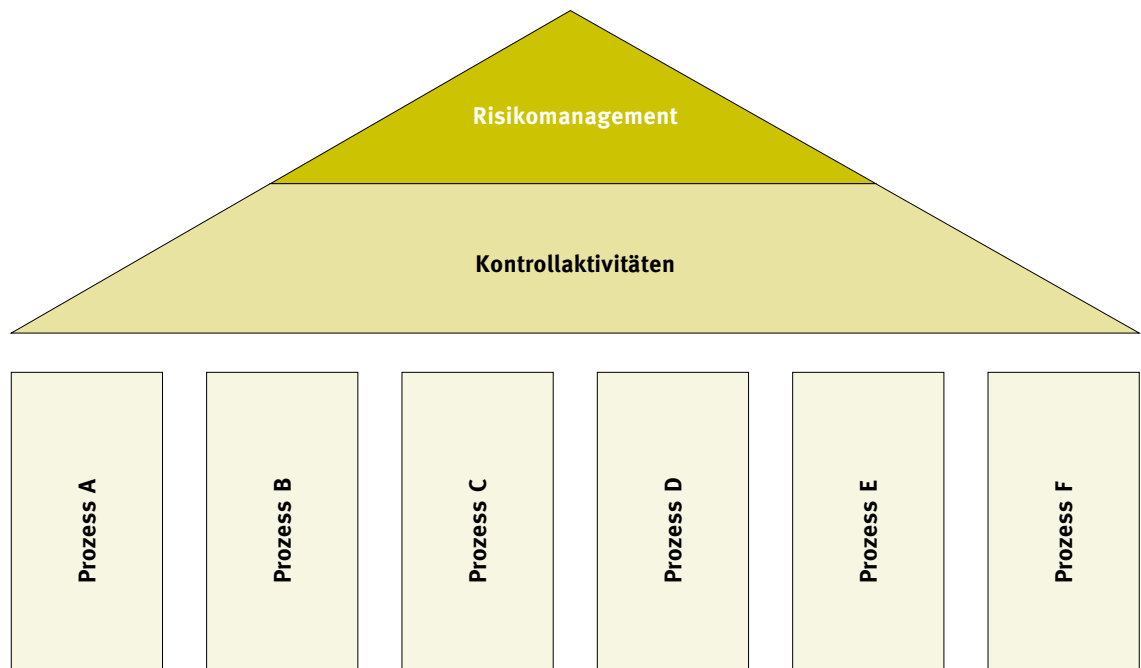 Risikomanagement
Kontrollaktivitäten
Prozess A
Prozess B
Prozess C
Prozess D
Prozess E
Prozess F